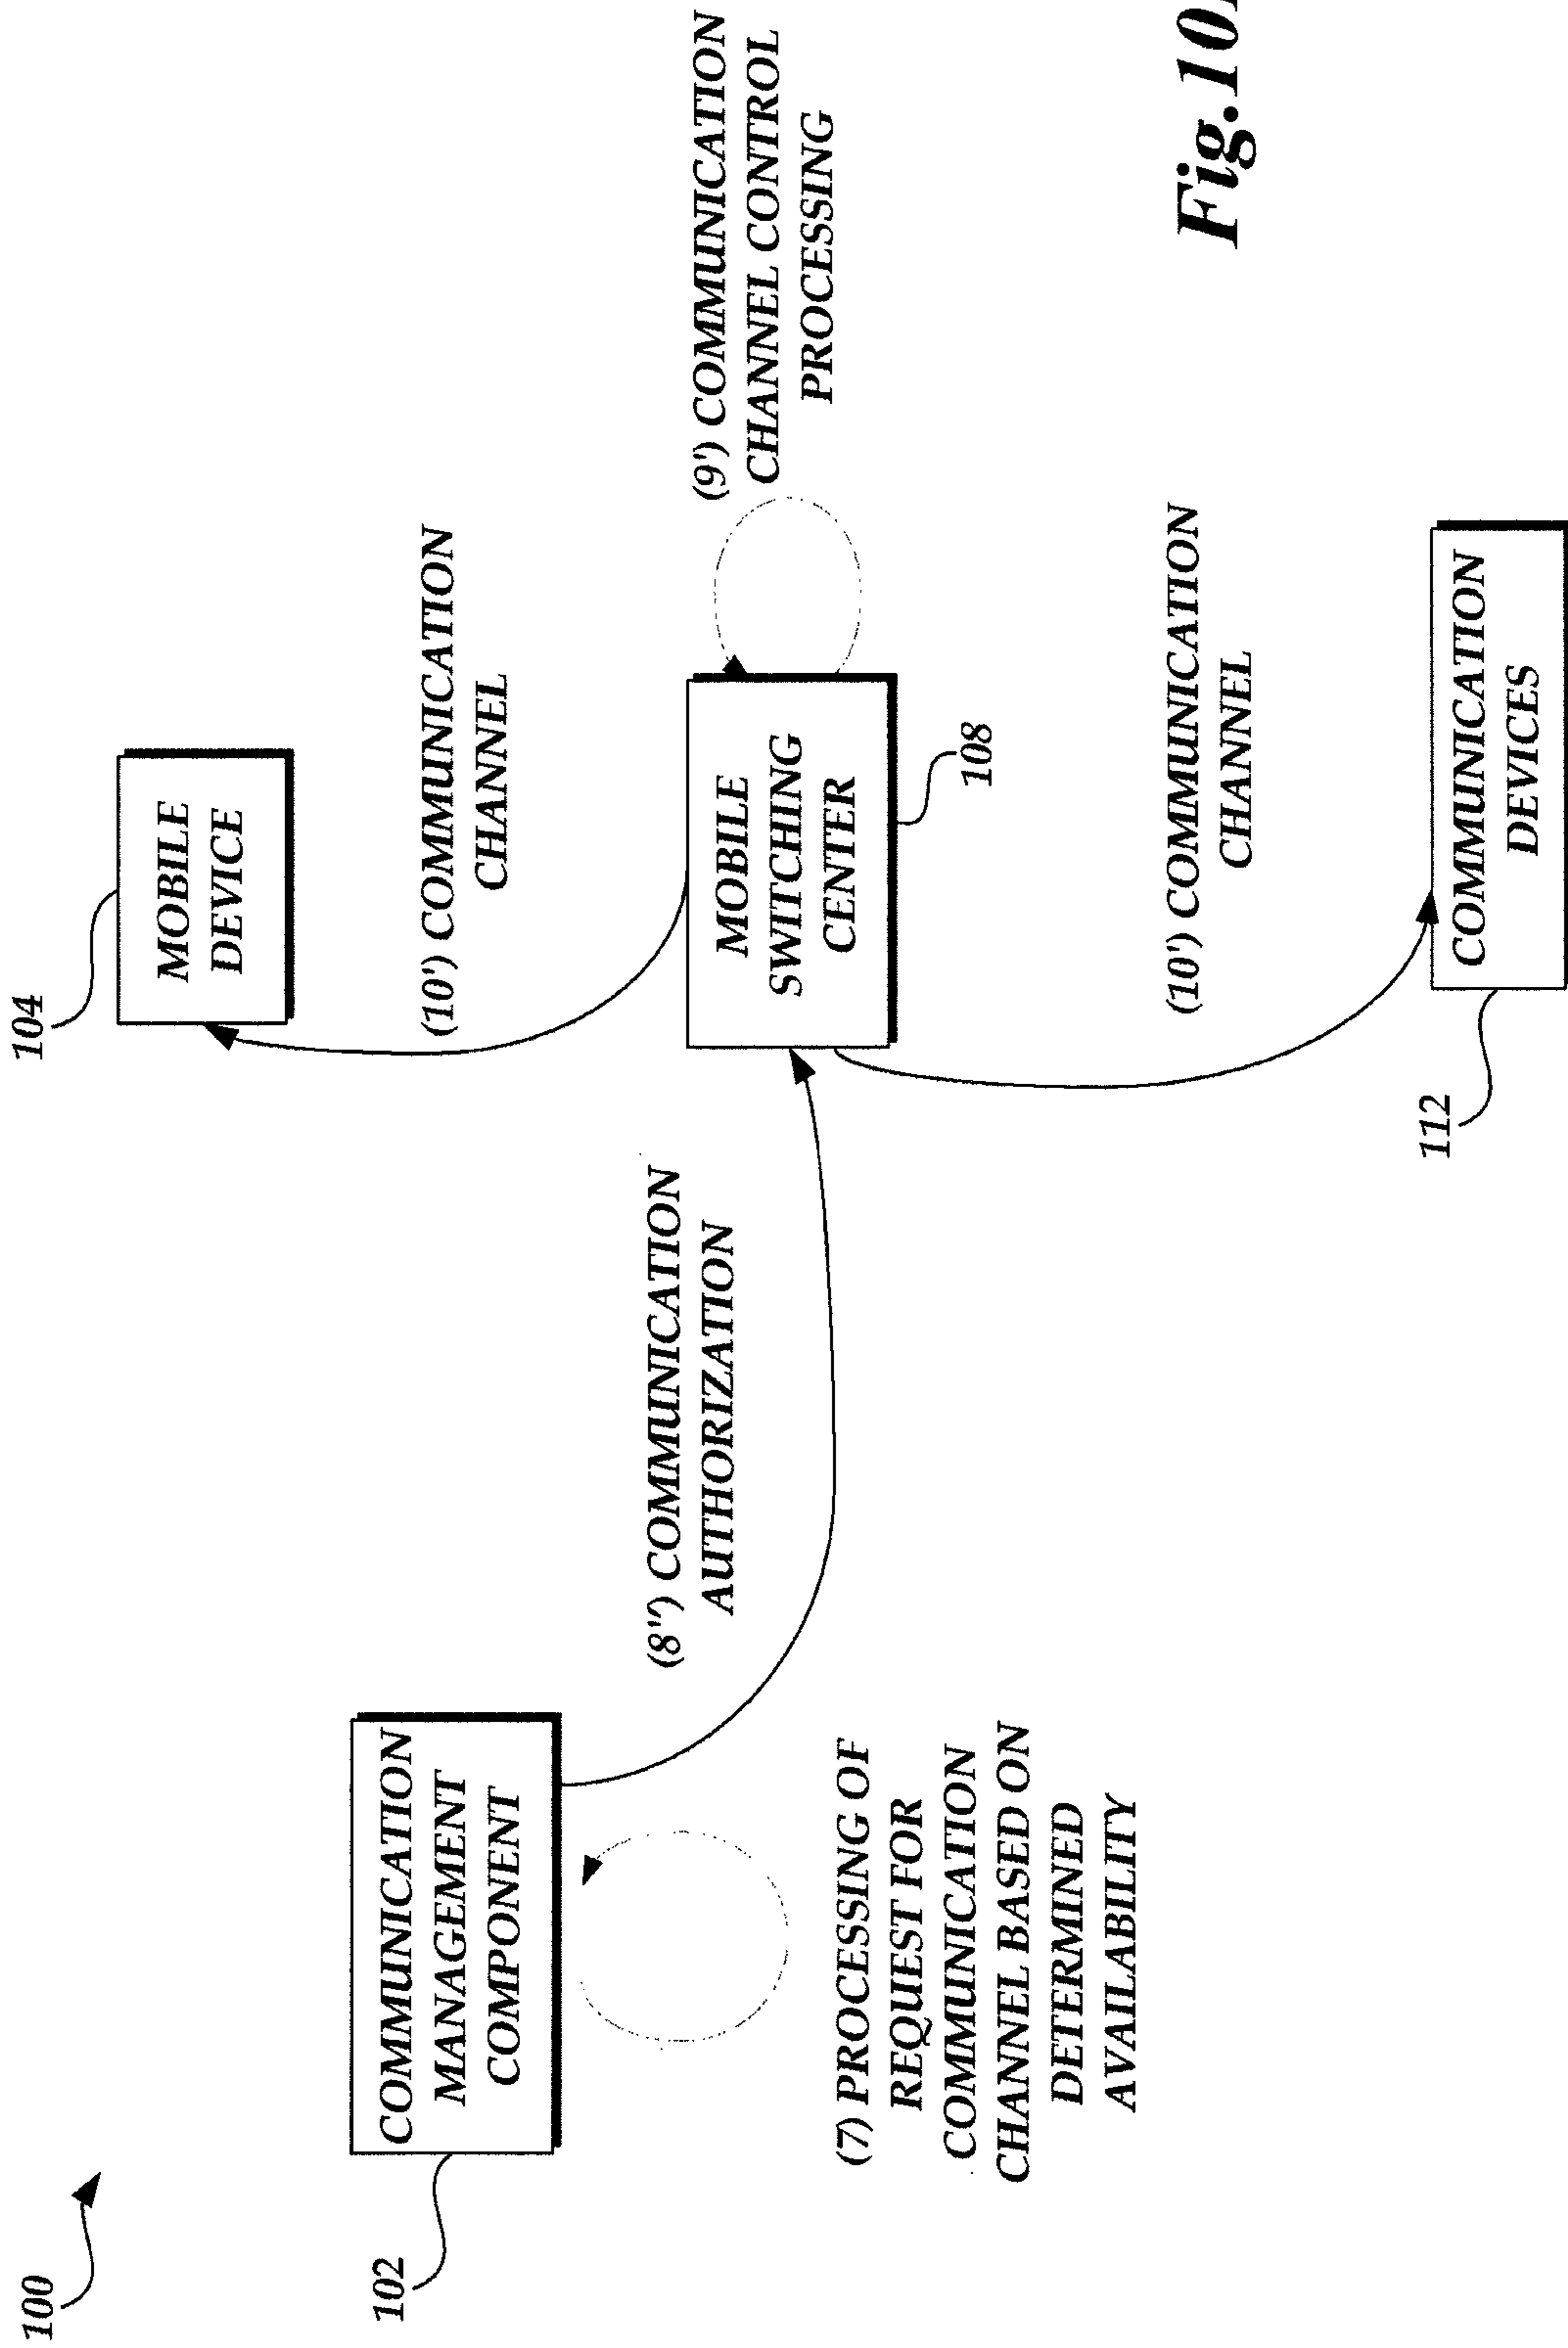 100
104
MOBILE
DEVICE
102
COMMUNICATION
MANAGEMENT
COMPONENT
(10') COMMUNICATION
CHANNEL
(8") COMMUNICATION
AUTHORIZATION
MOBILE
SWITCHING
CENTER
(9') COMMUNICATION
CHANNEL CONTROL
PROCESSING
(7) PROCESSING OF
REQUEST FOR
COMMUNICATION
CHANNEL BASED ON
DETERMINED
AVAILABILITY
108
(10') COMMUNICATION
CHANNEL
Fig.10
112
COMMUNICATION
DEVICES